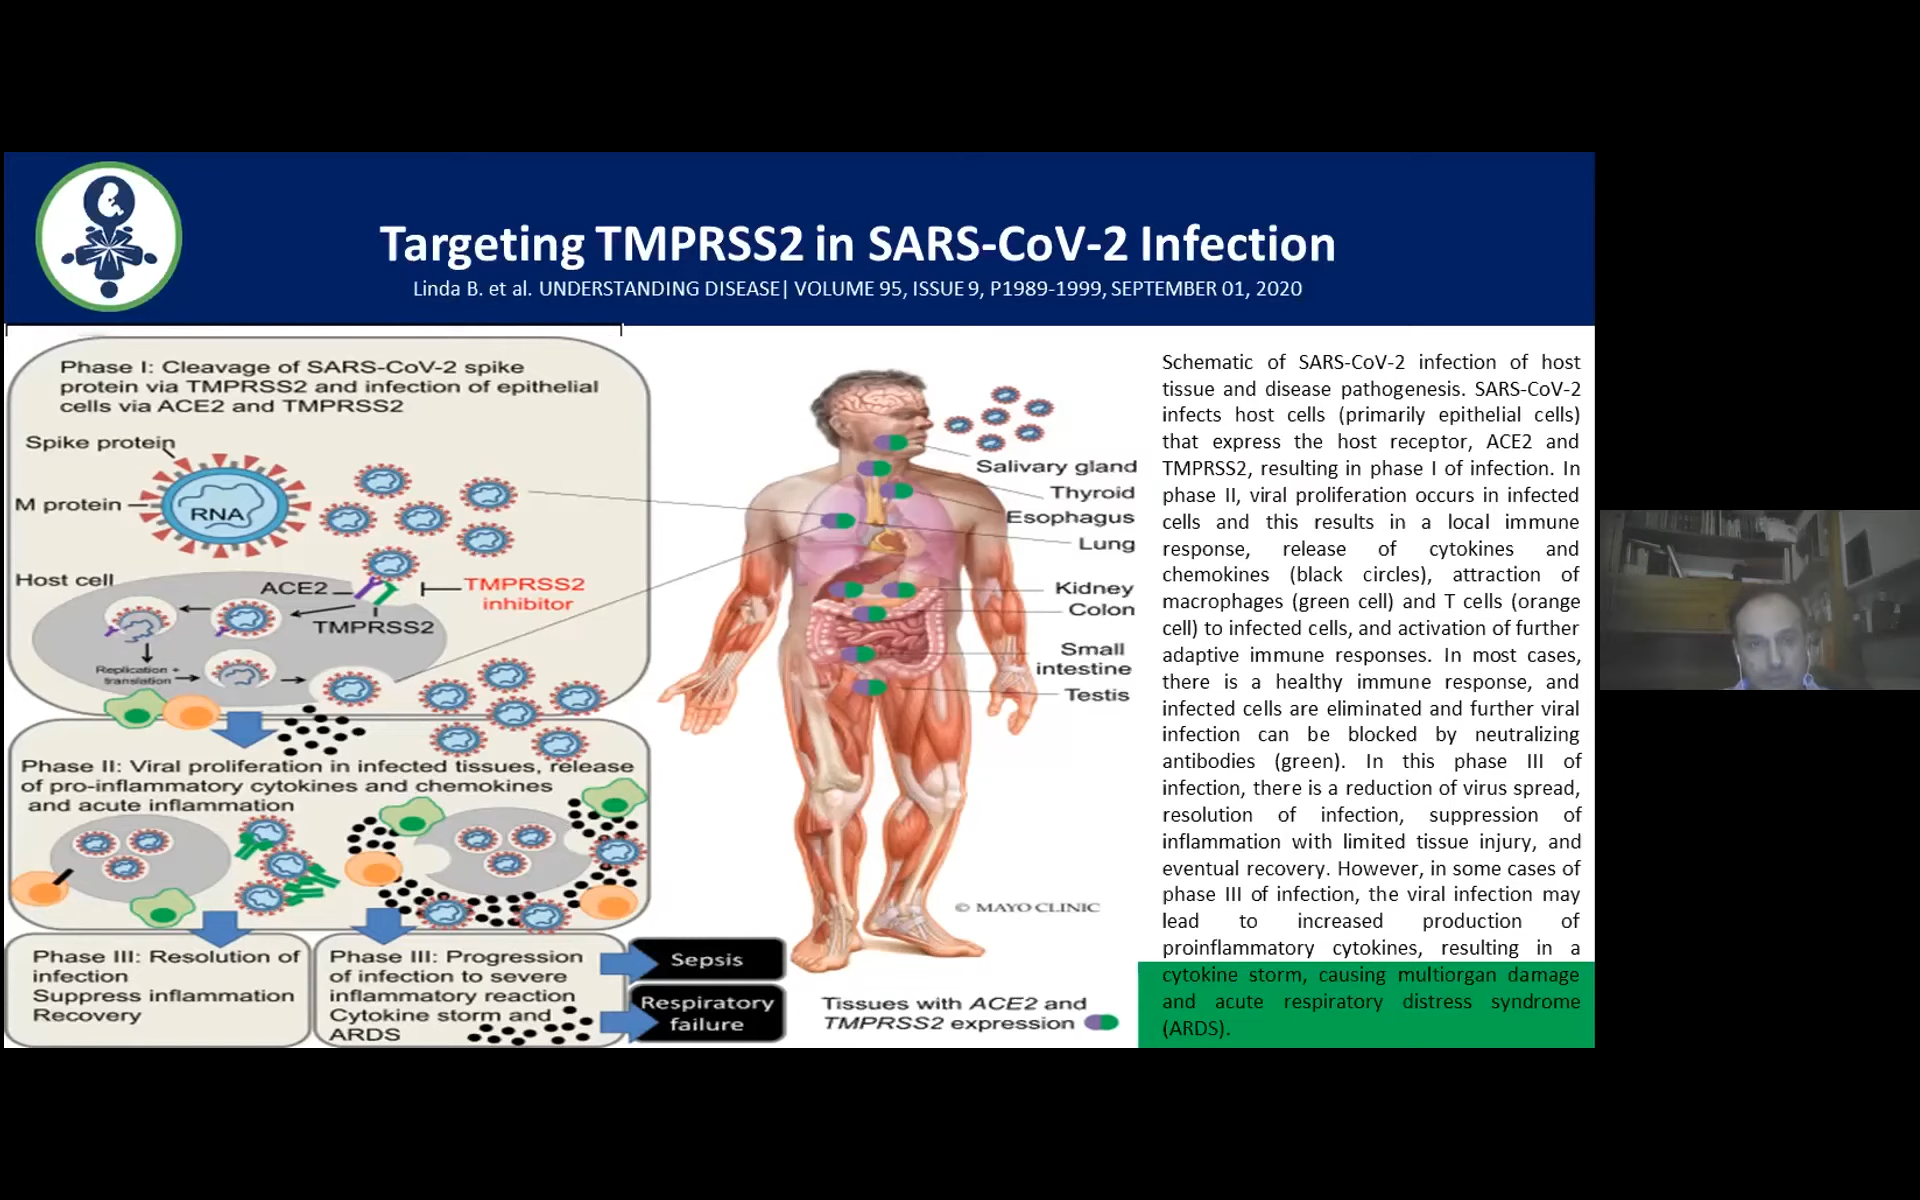 Targeting TMPRSS2 in SARS-CoV-2 Infection
Linda B. et al. UNDERSTANDING DISEASE| VOLUME 95, ISSUE 9, P1989-1999, SEPTEMBER 01, 2020
Phase I: Cleavage of SARS-CoV-2 spike
protein via TMPRSS2 and infection of epithelial
cells via ACE2 and TMPRSS2
Spike protein
M protein
RNA
Host cell
ACE2
TMPRSS2
inhibitor
TMPRSS2
Replication +
translation
Phase II: Viral proliferation in infected tissues, release
of pro-inflammatory cytokines and chemokines
and acute inflammation
Phase III: Resolution of
infection
Suppress inflammation
Recovery
Phase III: Progression
of infection to severe
inflammatory reaction
Cytokine storm and
ARDS
Sepsis
Respiratory
failure
Salivary gland
Thyroid
Esophagus
Lung
Kidney
Colon
Small
intestine
Testis
© MAYO CLINIC
Tissues with ACE2 and
TMPRSS2 expression
Schematic of SARS-CoV-2 infection of host
tissue and disease pathogenesis. SARS-CoV-2
infects host cells (primarily epithelial cells)
that express the host receptor, ACE2 and
TMPRSS2, resulting in phase I of infection. In
phase II, viral proliferation occurs in infected
cells and this results in a local immune
response, release of cytokines and
chemokines (black circles), attraction of
macrophages (green cell) and T cells (orange
cell) to infected cells, and activation of further
adaptive immune responses. In most cases,
there is a healthy immune response, and
infected cells are eliminated and further viral
infection can be blocked by neutralizing
antibodies (green). In this phase III of
infection, there is a reduction of virus spread,
resolution of infection, suppression of
inflammation with limited tissue injury, and
eventual recovery. However, in some cases of
phase III of infection, the viral infection may
lead to increased production of
proinflammatory cytokines, resulting in a
cytokine storm, causing multiorgan damage
and acute respiratory distress syndrome
(ARDS).